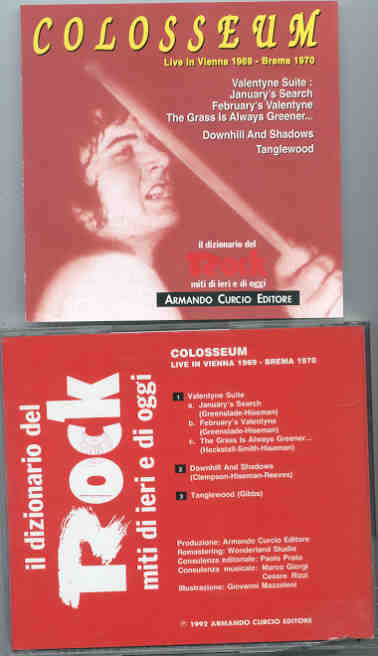 COLOSSEUM
Live In Vienna 1969 - Brema 1970
Valentyne Suite :
January's Search
February's Valentyne
The Grass Is Always Greener...
Downhill And Shadows
Tanglewood
il dizionario del
Rock
miti di ieri e di oggi
ARMANDO CURCIO EDITORE
il dizionario del
Rock
miti di ieri e di oggi
COLOSSEUM
LIVE IN VIENNA 1969 - BREMA 1970
1 Valentyne Suite
a. January's Search
(Greenslade-Hiseman)
b. February's Valentyne
(Greenslade-Hiseman)
c. The Grass Is Always Greener...
(Heckstall-Smith-Hiseman)
2 Downhill And Shadows
(Clempson-Hiseman-Reeves)
3 Tanglewood (Gibbs)
Produzione: Armando Curcio Editore
Remastering: Wonderland Studio
Consulenza editoriale: Paolo Prato
Consulenza musicale: Marco Giorgi
Cesare Rizzi
Illustrazione: Giovanni Mazzoleni
℗ 1992 ARMANDO CURCIO EDITORE